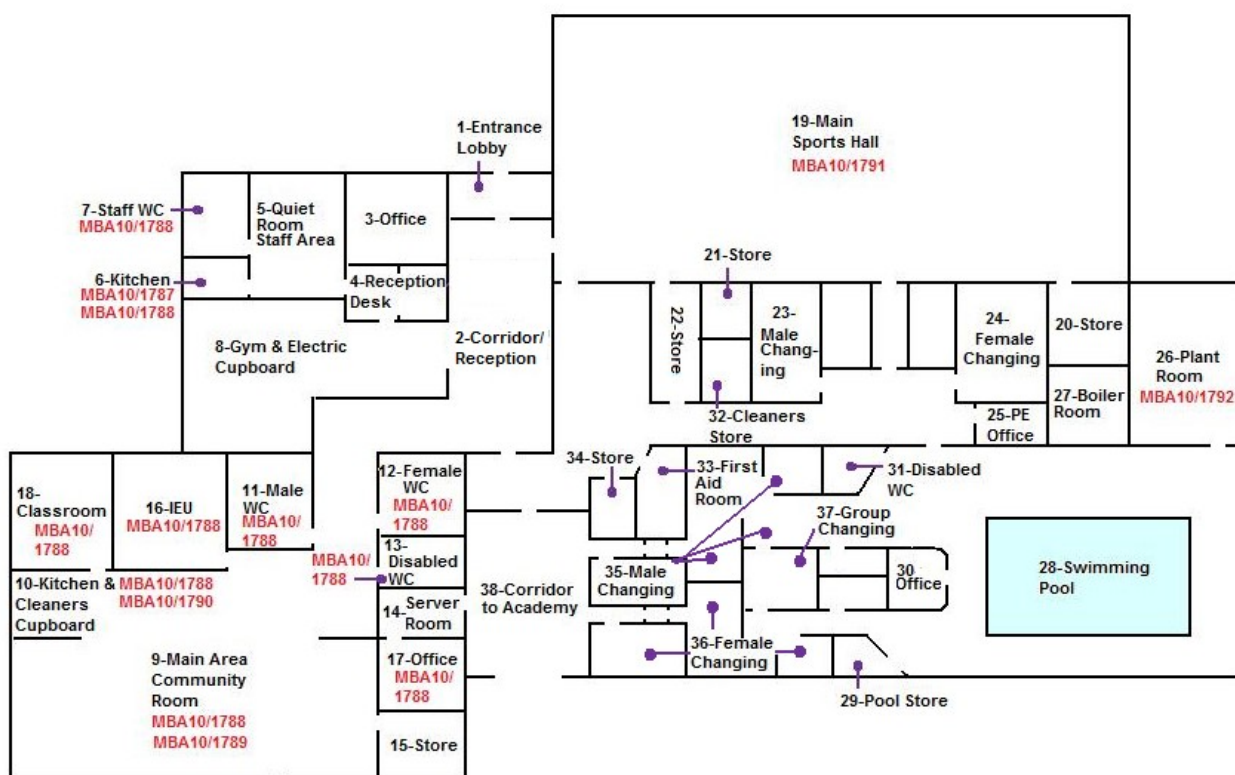 1-Entrance
Lobby
19-Main
Sports Hall
MBA10/1791
7-Staff WC
MBA10/1788
5-Quiet
Room
Staff Area
3-Office
6-Kitchen
MBA10/1787
MBA10/1788
4-Reception
Desk
21-Store
22-Store
23-
Male
Chang-
ing
24-
Female
Changing
20-Store
8-Gym & Electric
Cupboard
2-Corridor/
Reception
26-Plant
Room
MBA10/1792
27-Boiler
Room
32-Cleaners
Store
25-PE
Office
34-Store
33-First
Aid
Room
31-Disabled
WC
18-
Classroom
MBA10/
1788
16-IEU
MBA10/1788
11-Male
WC
MBA10/
1788
12-Female
WC
MBA10/
1788
37-Group
Changing
MBA10/
1788
13-
Disabled
WC
35-Male
Changing
30-
Office
28-Swimming
Pool
10-Kitchen &
Cleaners
Cupboard
MBA10/1788
MBA10/1790
38-Corridor
to Academy
14-Server
Room
36-Female
Changing
9-Main Area
Community
Room
MBA10/1788
MBA10/1789
17-Office
MBA10/
1788
29-Pool Store
15-Store